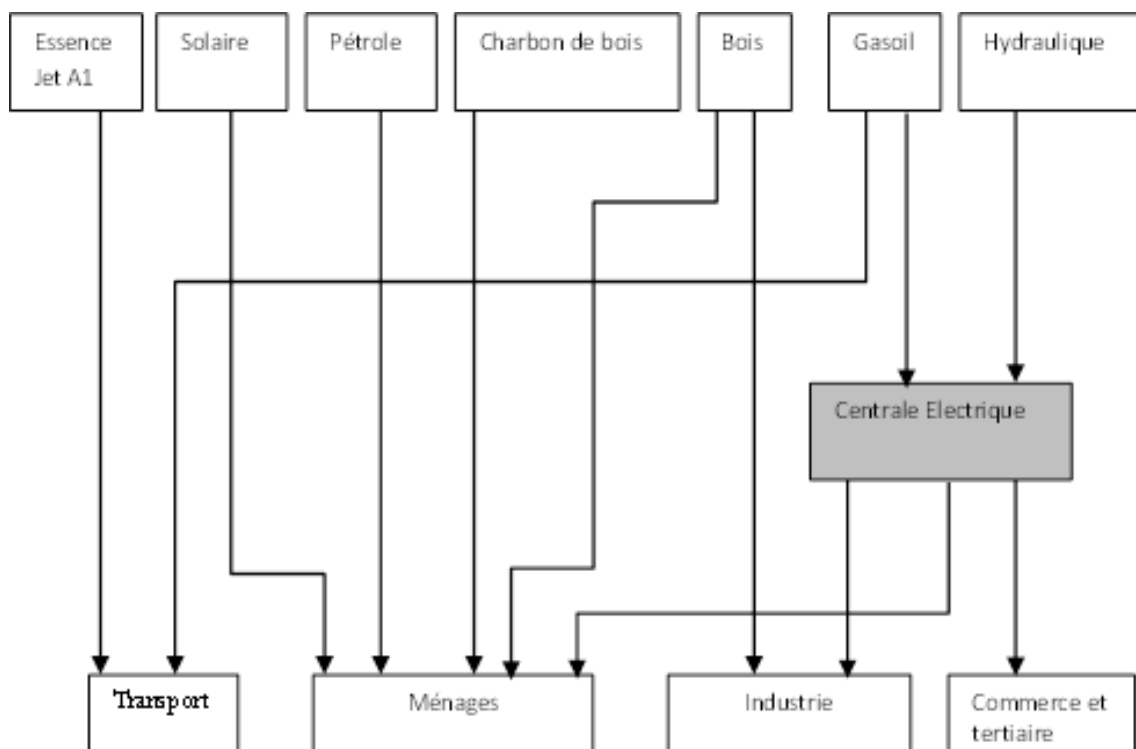 Essence
Jet A1
Solaire
Pétrole
Charbon de bois
Bois
Gasoil
Hydraulique
Centrale Electrique
Transport
Ménages
Industrie
Commerce et
tertiaire